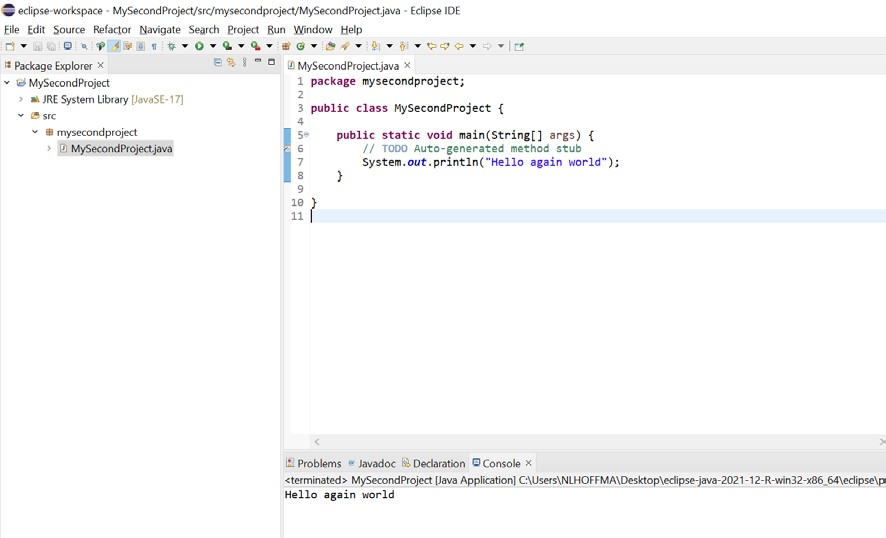 eclipse-workspace - MySecondProject/src/mysecondproject/MySecondProject.java - Eclipse IDE
File Edit Source Refactor Navigate Search Project Run Window Help
Package Explorer
MySecondProject
JRE System Library [JavaSE-17]
src
mysecondproject
MySecondProject.java
MySecondProject.java
1 package mysecondproject;
2
3 public class MySecondProject {
4
5 public static void main(String[] args) {
6 // TODO Auto-generated method stub
7 System.out.println("Hello again world");
8 }
9
10 }
11
Problems Javadoc Declaration Console
<terminated> MySecondProject [Java Application] C:\Users\NLHOFFMA\Desktop\eclipse-java-2021-12-R-win32-x86_64\eclipse\
Hello again world